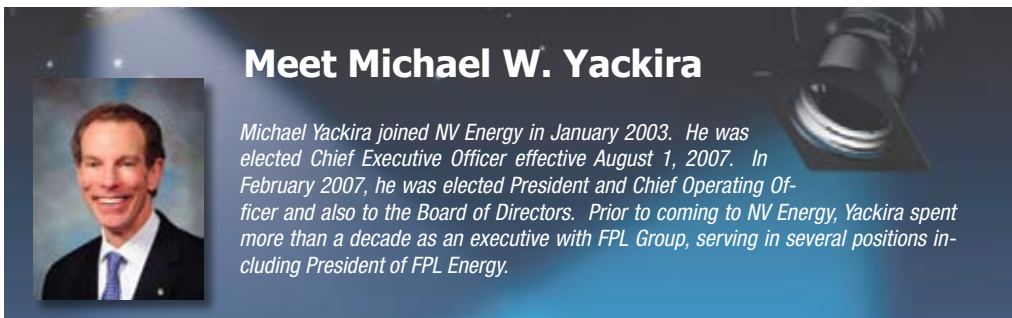 Meet Michael W. Yackira
Michael Yackira joined NV Energy in January 2003. He was
elected Chief Executive Officer effective August 1, 2007. In
February 2007, he was elected President and Chief Operating Of-
ficer and also to the Board of Directors. Prior to coming to NV Energy, Yackira spent
more than a decade as an executive with FPL Group, serving in several positions in-
cluding President of FPL Energy.